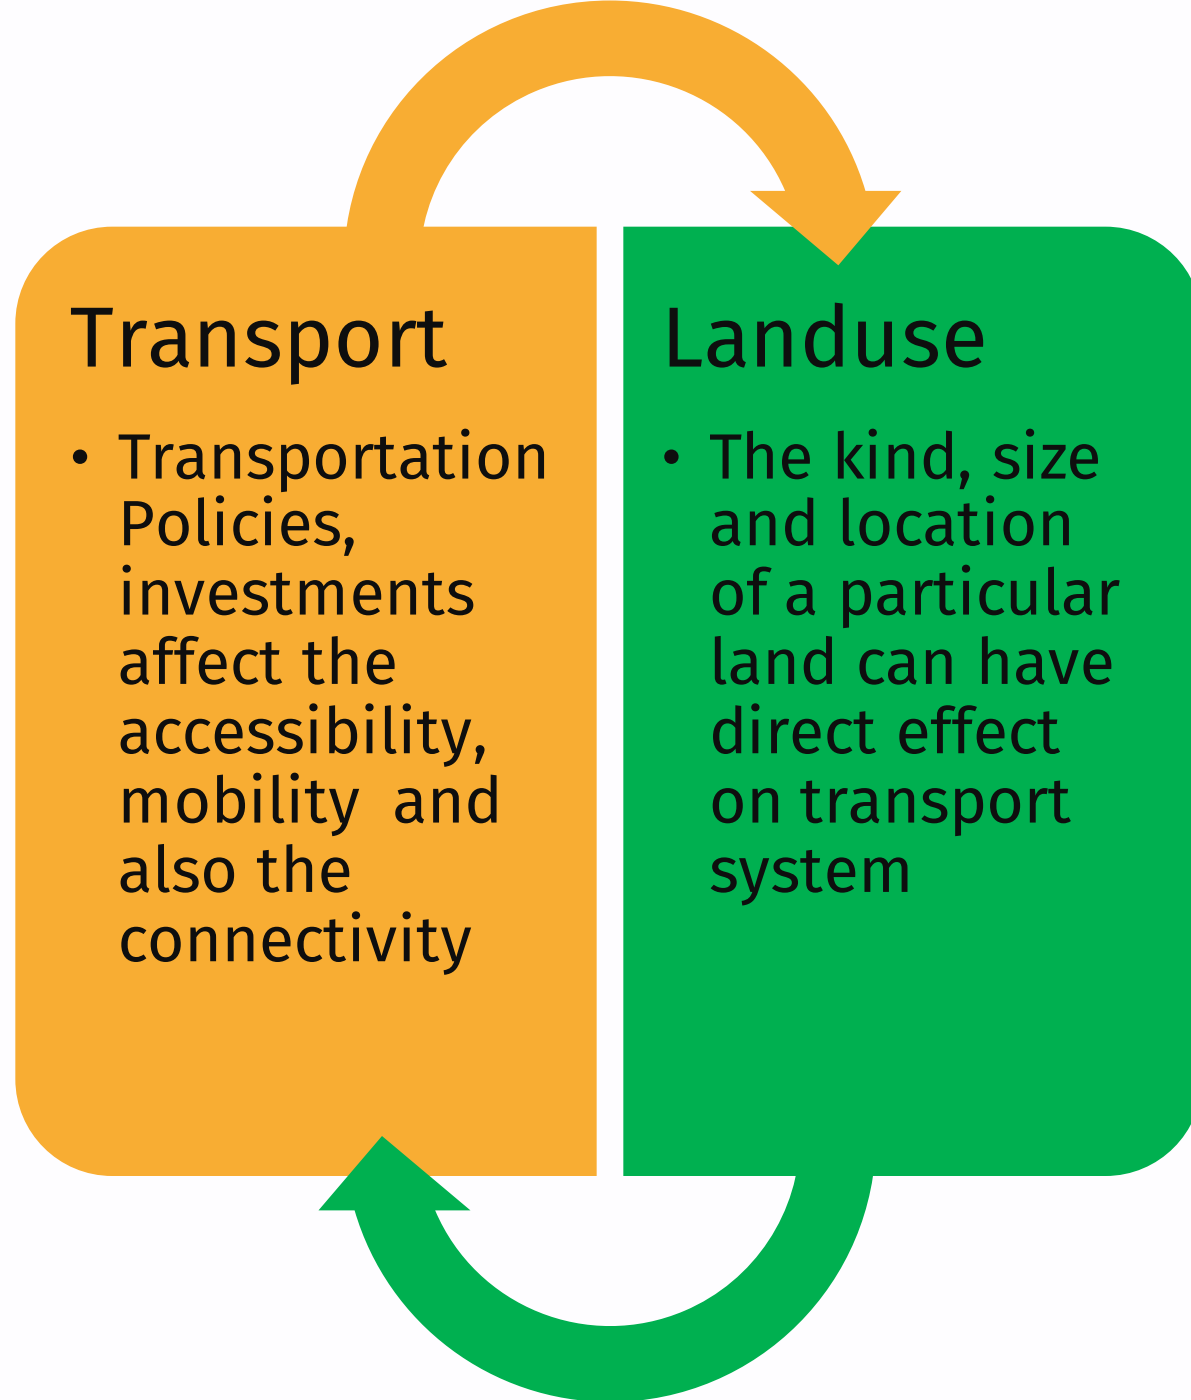 Transport
• Transportation
Policies,
investments
affect the
accessibility,
mobility  and
also the
connectivity
Landuse
• The kind, size
and location
of a particular
land can have
direct effect
on transport
system